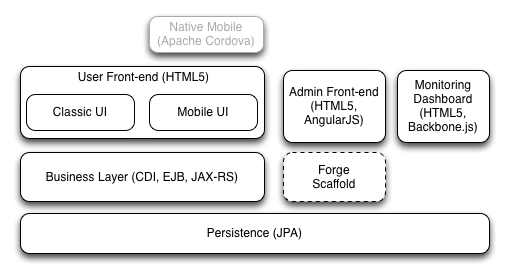 Native Mobile
(Apache Cordova)
User Front-end (HTML5)
Classic UI
Mobile UI
Admin Front-end
(HTML5,
AngularJS)
Monitoring
Dashboard
(HTML5,
Backbone.js)
Business Layer (CDI, EJB, JAX-RS)
Forge
Scaffold
Persistence (JPA)